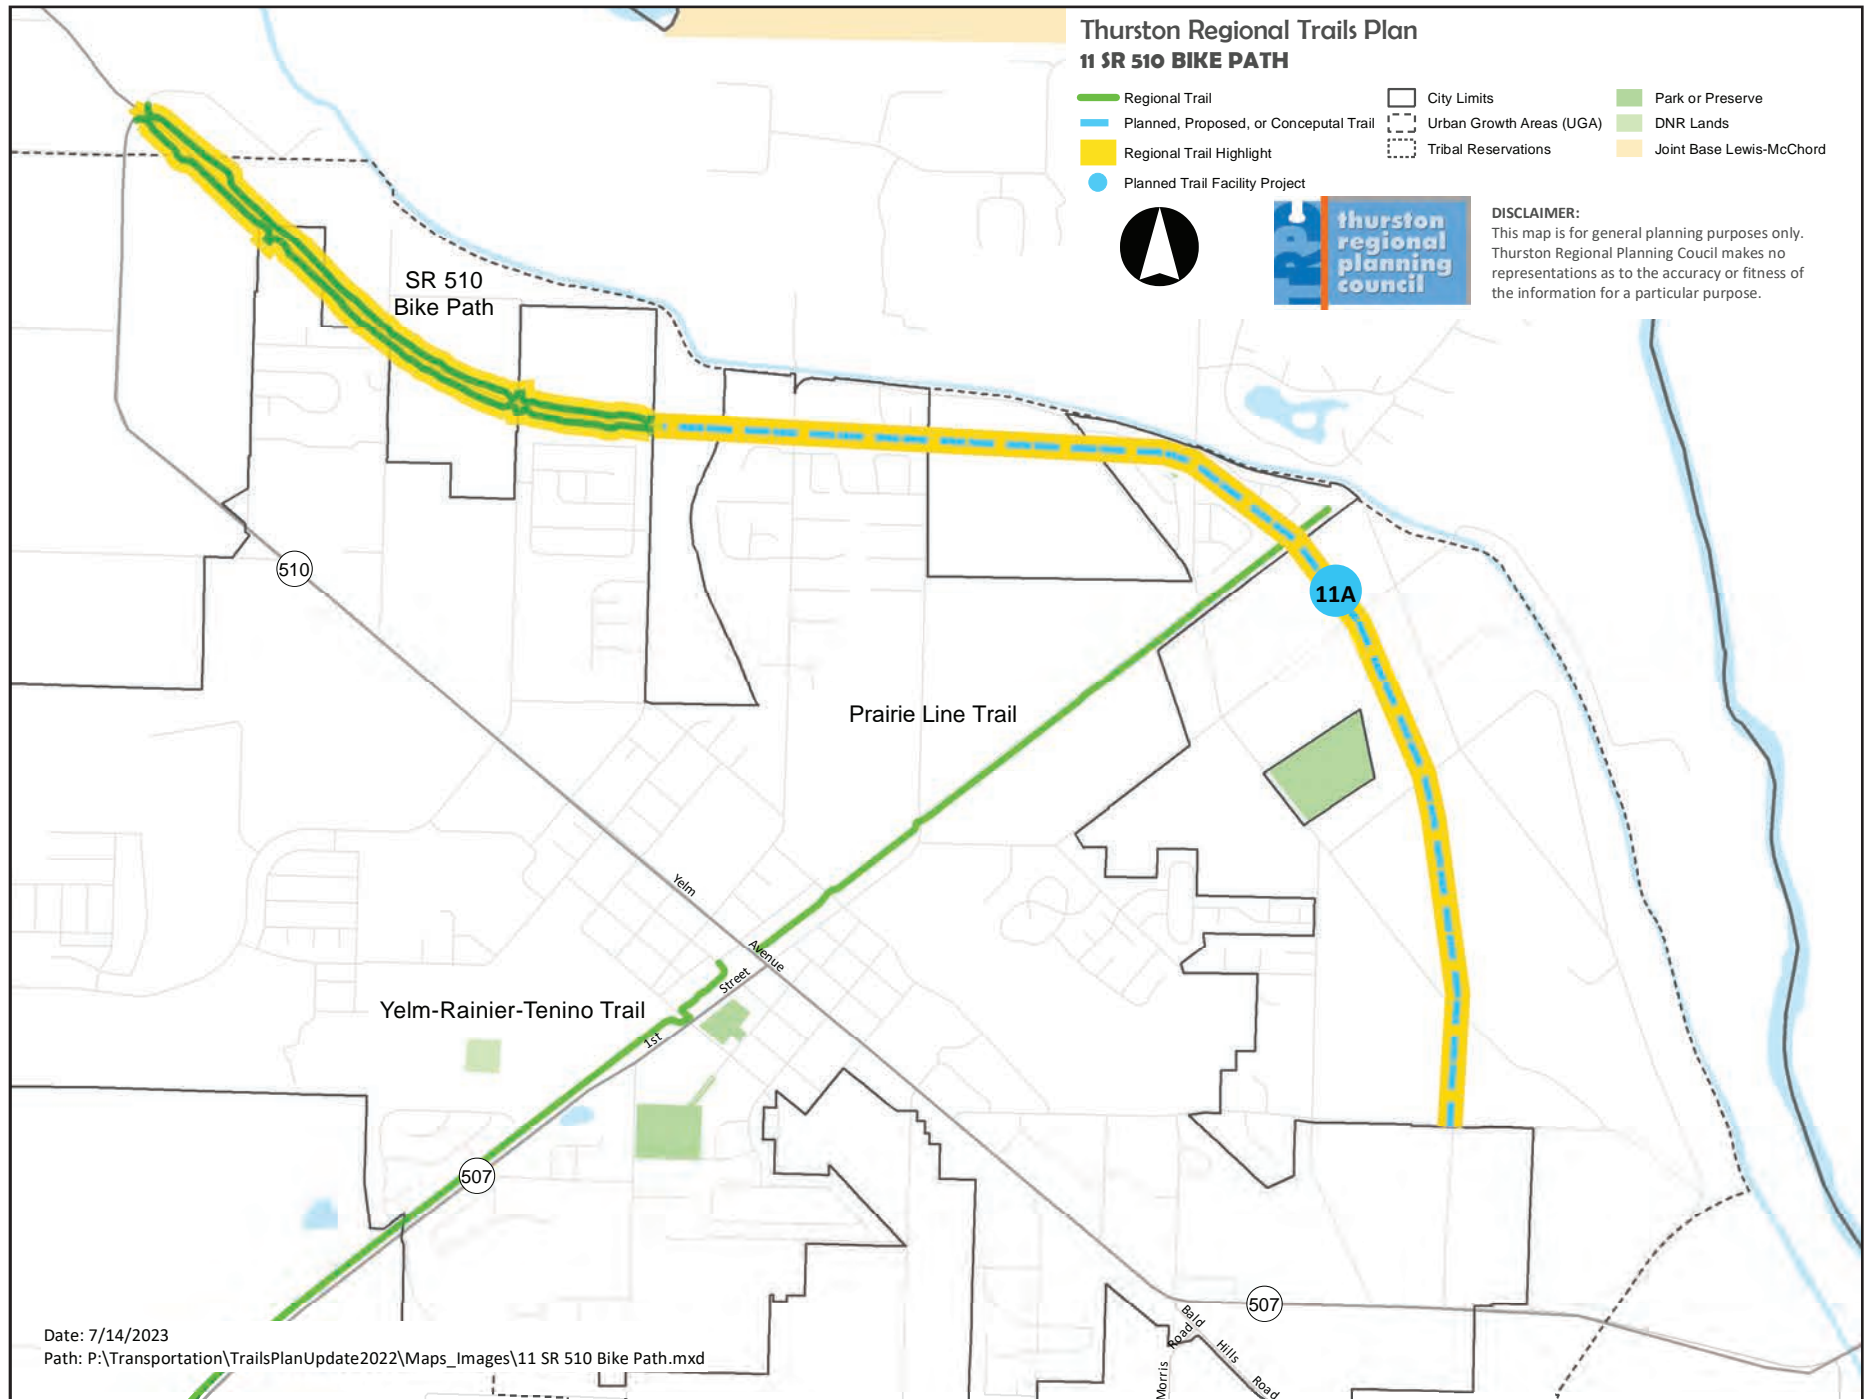 Thurston Regional Trails Plan
11 SR 510 BIKE PATH
Regional Trail
Planned, Proposed, or Conceputal Trail
Regional Trail Highlight
Planned Trail Facility Project
City Limits
Urban Growth Areas (UGA)
Tribal Reservations
Park or Preserve
DNR Lands
Joint Base Lewis-McChord
TRPC
thurston
regional
planning
council
DISCLAIMER:
This map is for general planning purposes only.
Thurston Regional Planning Coucil makes no
representations as to the accuracy or fitness of
the information for a particular purpose.
SR 510
Bike Path
510
11A
Prairie Line Trail
Yelm
Avenue
Street
1st
Yelm-Rainier-Tenino Trail
507
507
Bald
Hills
Road
Morris
Road
Date: 7/14/2023
Path: P:\Transportation\TrailsPlanUpdate2022\Maps_Images\11 SR 510 Bike Path.mxd